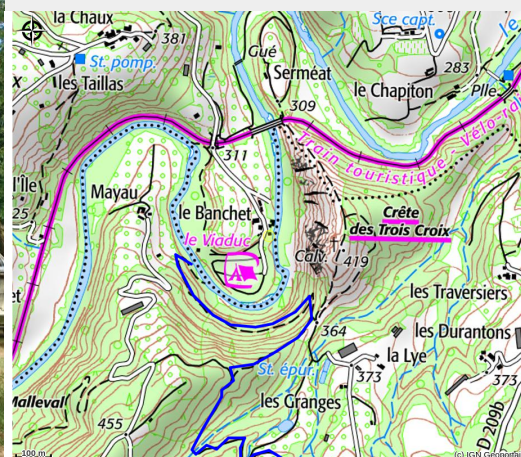 la Chaux
Sce capt.
381
Gué
St. pomp.
les Taillas
Serméat
283
le Chapiton
Plle
309
Train touristique - Vélo-rail
311
l'Île
Mayau
25
le Banchet
Crête
des Trois Croix
le Viaduc
Calv.
419
les Traversiers
364
les Durantons
la Lye
St. épur.
373
373
Malleval
les Granges
455
D 209b
100 m
(c) IGN Geoportail